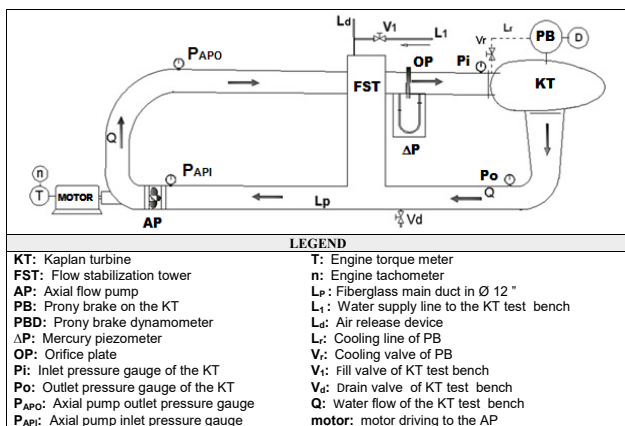 Ld
V1
L1
Vr
Lr
PB
D
PAPO
OP
Pi
FST
KT
Q
ΔP
PAPI
Po
n
T
MOTOR
AP
Lp
Q
Vd
LEGEND
KT: Kaplan turbine
FST: Flow stabilization tower
AP: Axial flow pump
PB: Prony brake on the KT
PBD: Prony brake dynamometer
ΔP: Mercury piezometer
OP: Orifice plate
Pi: Inlet pressure gauge of the KT
Po: Outlet pressure gauge of the KT
PAPO: Axial pump outlet pressure gauge
PAPI: Axial pump inlet pressure gauge
T: Engine torque meter
n: Engine tachometer
LP : Fiberglass main duct in Ø 12 "
L1 : Water supply line to the KT test bench
Ld: Air release device
Lr: Cooling line of PB
Vr: Cooling valve of PB
V1: Fill valve of KT test bench
Vd: Drain valve of KT test bench
Q: Water flow of the KT test bench
motor: motor driving to the AP